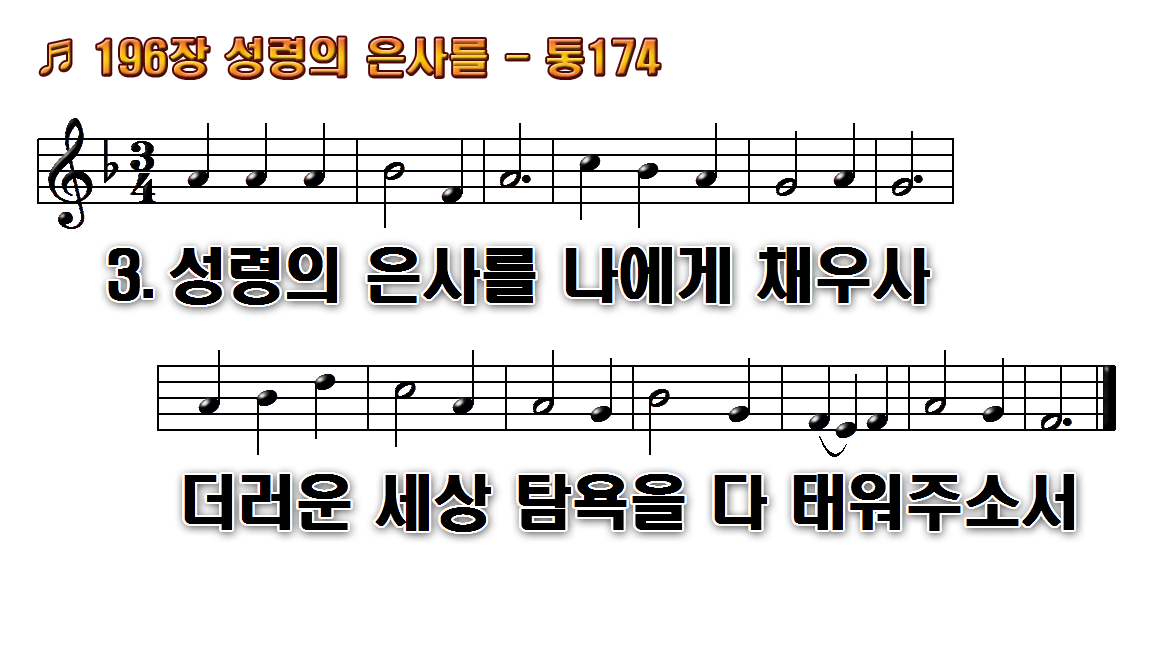 ♬ 196장 성령의 은사를 - 통174
3
4
3. 성령의 은사를 나에게 채우사
더러운 세상 탐욕을 다 태워주소서